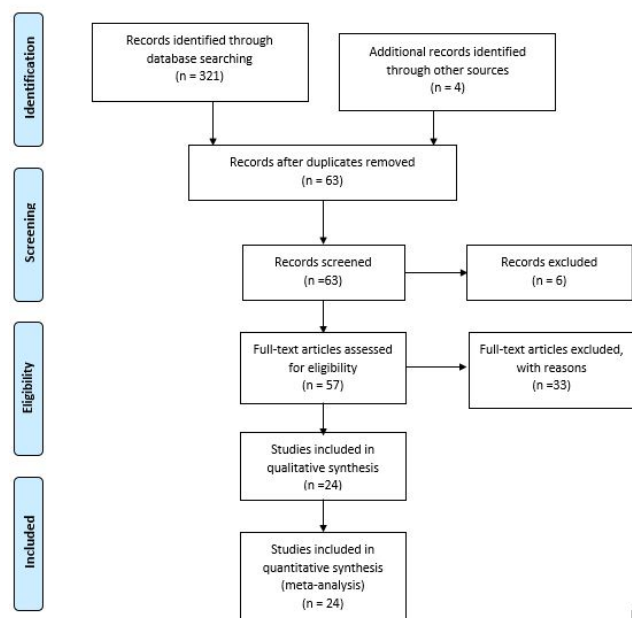 Identification
Records identified through
database searching
(n = 321)
Additional records identified
through other sources
(n = 4)
Records after duplicates removed
(n = 63)
Screening
Records screened
(n =63)
Records excluded
(n = 6)
Eligibility
Full-text articles assessed
for eligibility
(n = 57)
Full-text articles excluded,
with reasons
(n =33)
Studies included in
qualitative synthesis
(n =24)
Included
Studies included in
quantitative synthesis
(meta-analysis)
(n = 24)